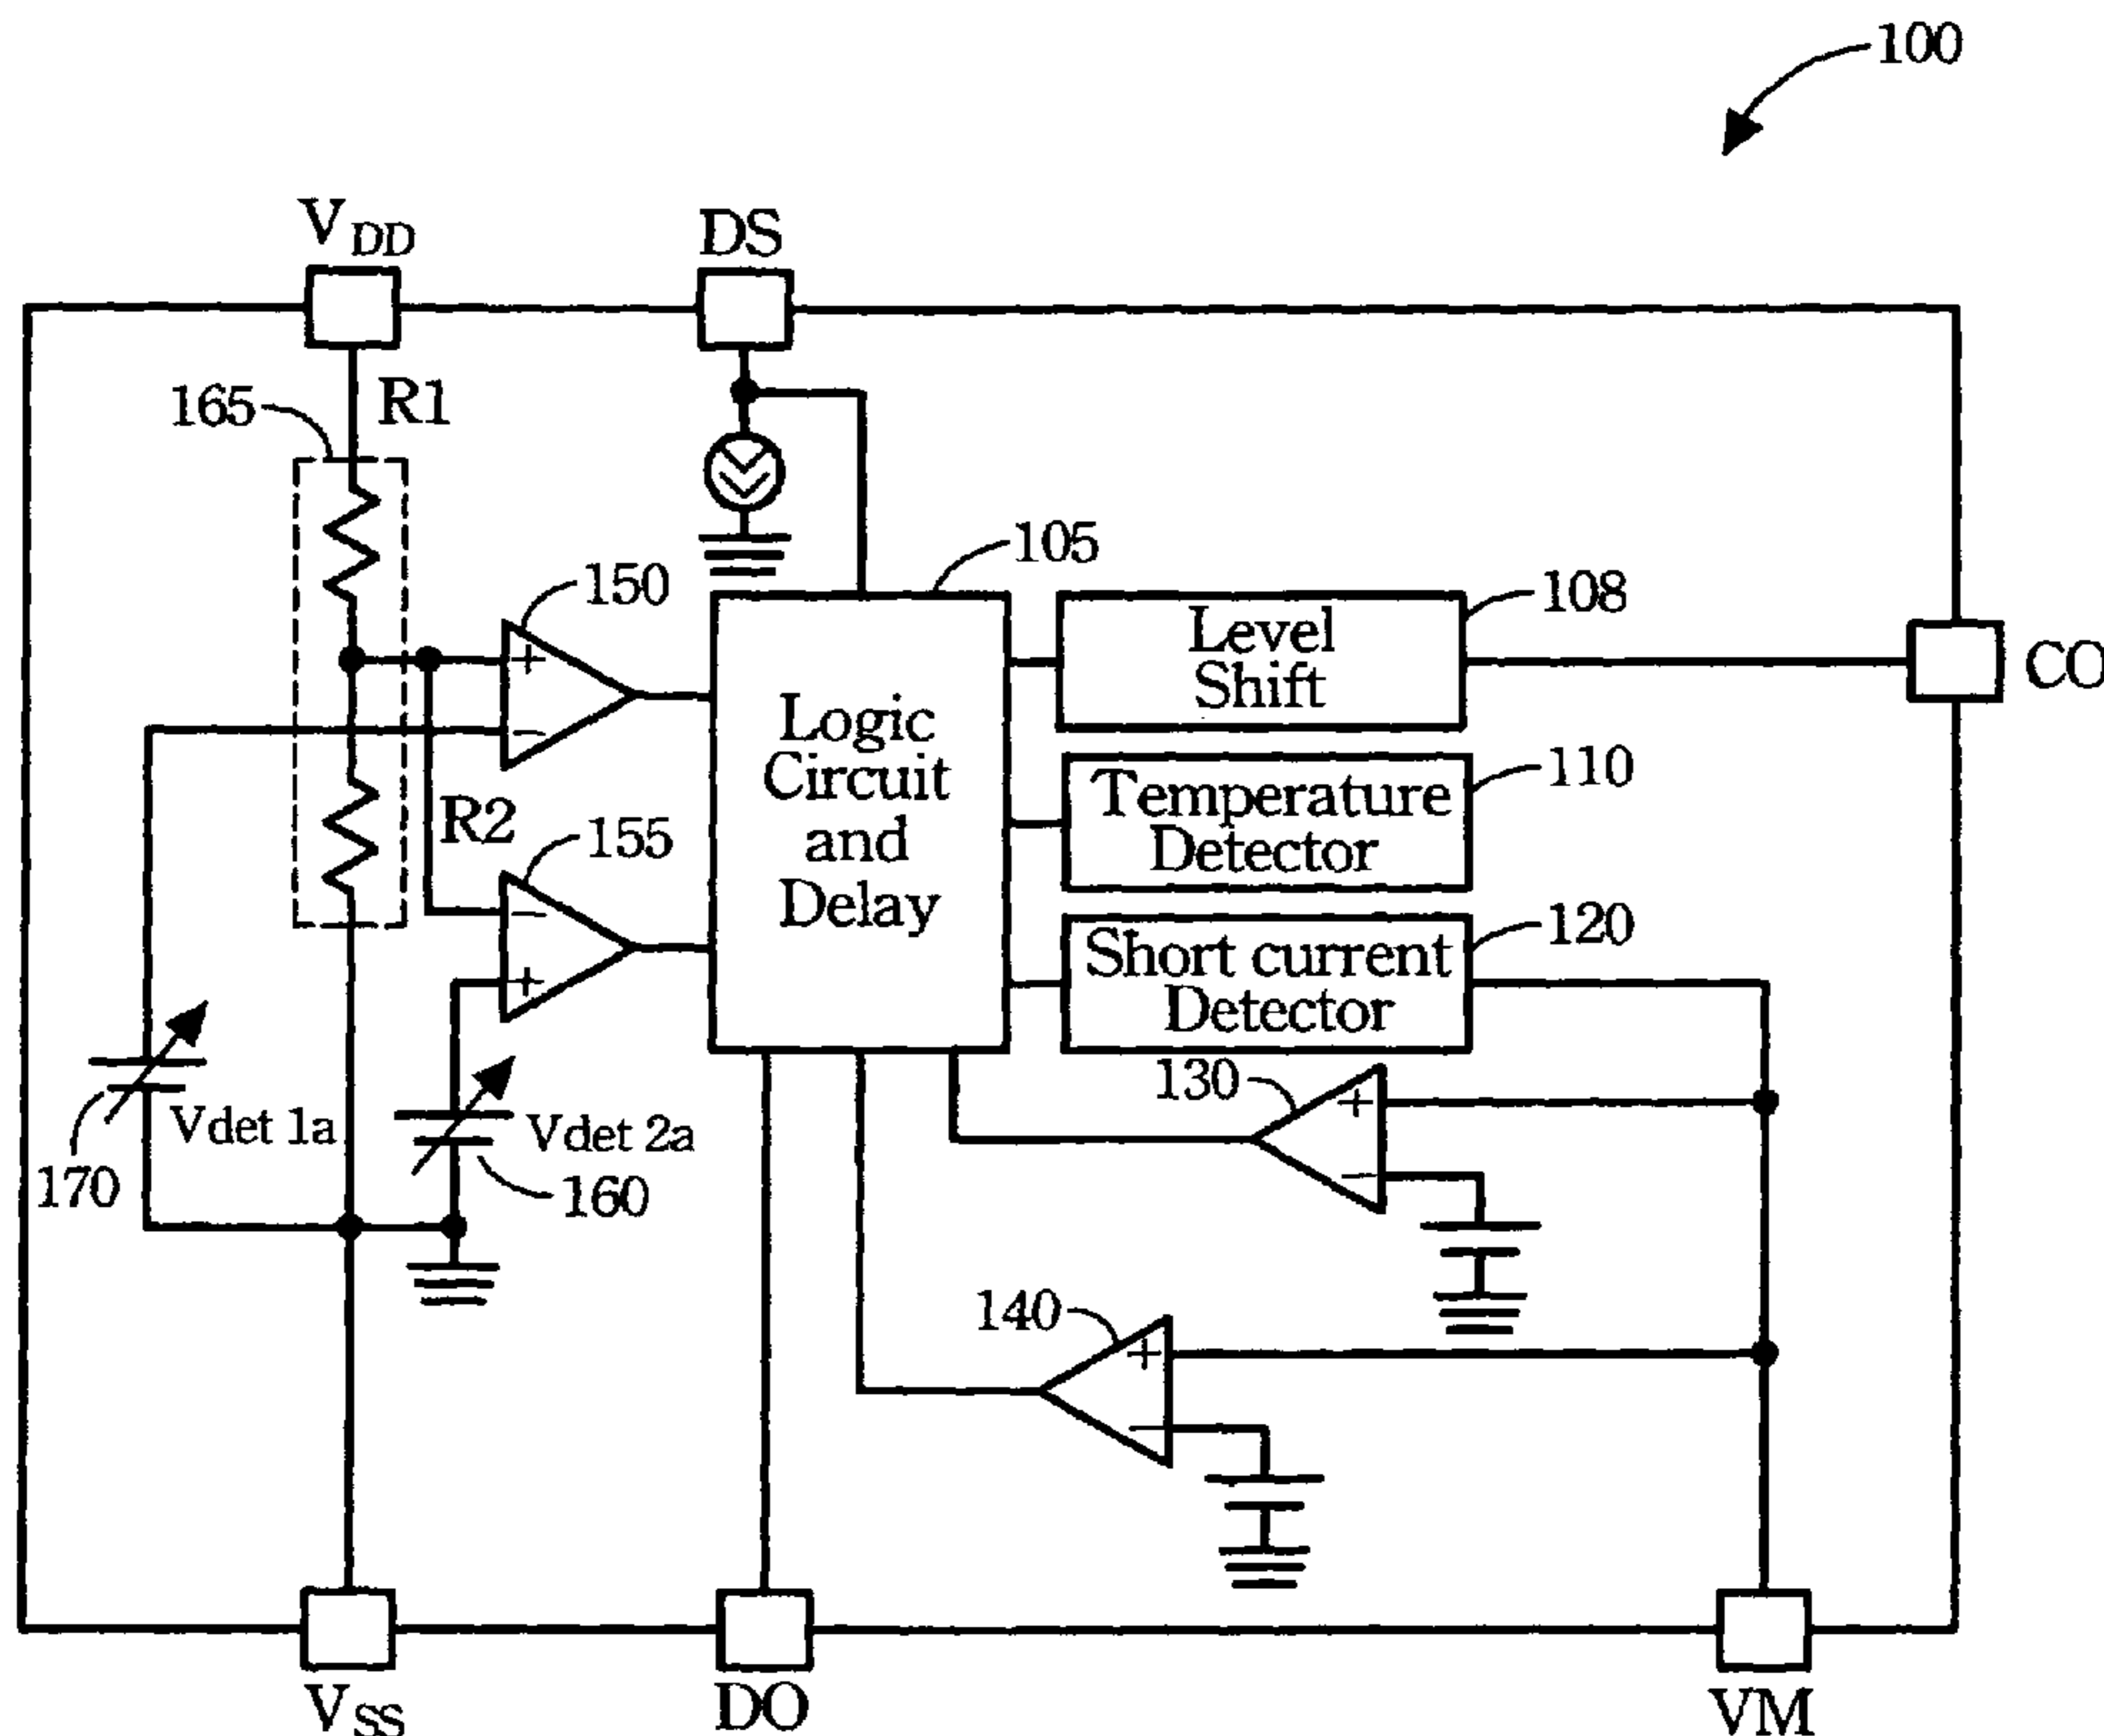 100
VDD
DS
165
R1
105
150
108
Level
Shift
CO
Logic
Circuit
and
Delay
110
Temperature
Detector
R2
155
120
Short current
Detector
130
Vdet 1a
Vdet 2a
170
160
140
VSS
DO
VM
+
−
−
+
+
−
+
−